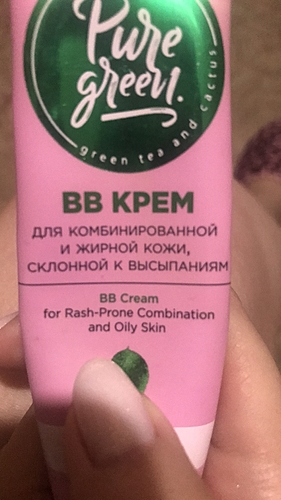 Pure
green.
green tea and cactus
BB КРЕМ
ДЛЯ КОМБИНИРОВАННОЙ
И ЖИРНОЙ КОЖИ,
СКЛОННОЙ К ВЫСЫПАНИЯМ
BB Cream
for Rash-Prone Combination
and Oily Skin